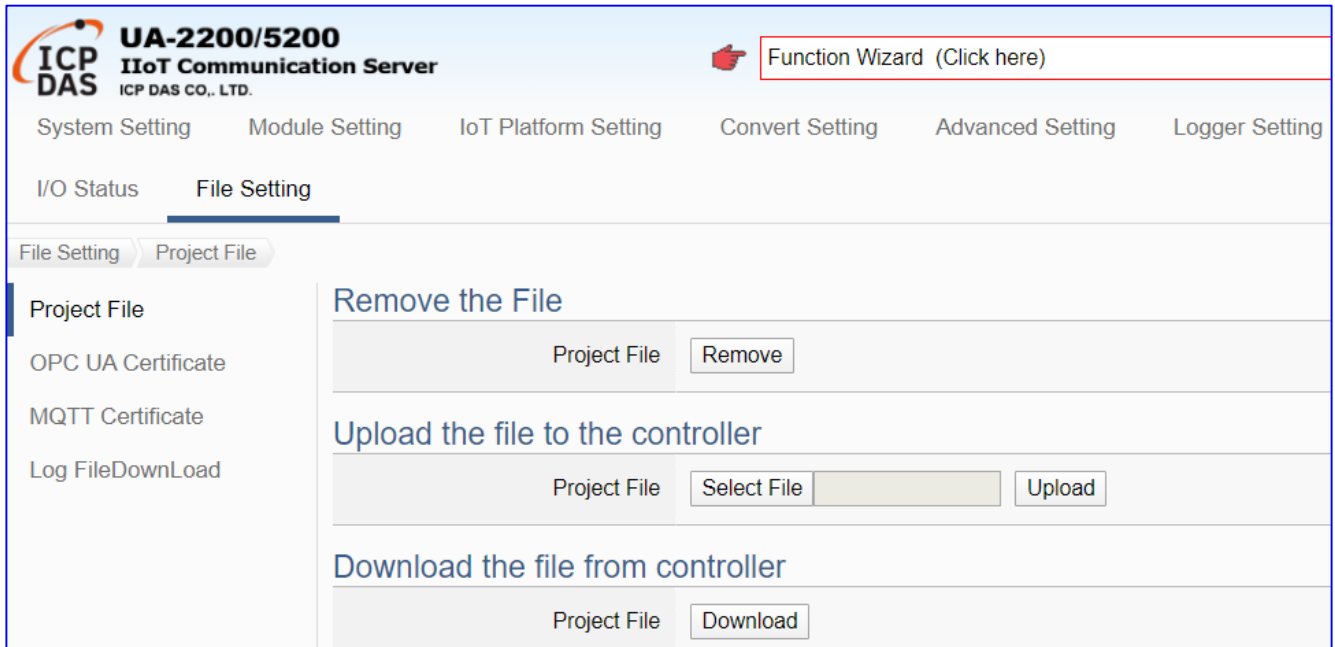 ICP DAS
UA-2200/5200
IIoT Communication Server
ICP DAS CO,. LTD.
Function Wizard (Click here)
System Setting Module Setting IoT Platform Setting Convert Setting Advanced Setting Logger Setting
I/O Status File Setting
File Setting Project File
Project File
OPC UA Certificate
MQTT Certificate
Log FileDownLoad
Remove the File
Project File Remove
Upload the file to the controller
Project File Select File Upload
Download the file from controller
Project File Download